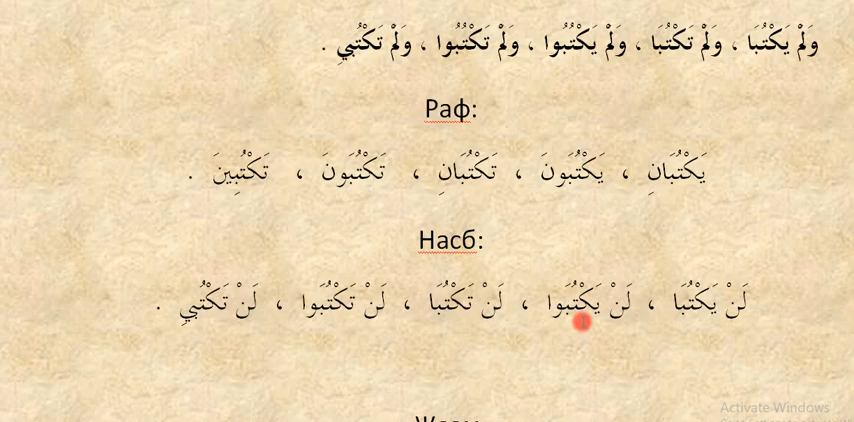 وَلَمْ يَكْتُبَا ، وَلَمْ تَكْتُبَا ، وَلَمْ يَكْتُبُوا ، وَلَمْ تَكْتُبُوا ، وَلَمْ تَكْتُبِي .
Раф:
يَكْتُبَانِ ، يَكْتُبَونَ ، تَكْتُبَانِ ، تَكْتُبَونَ ، تَكْتُبِينَ .
Насб:
لَنْ يَكْتُبَا ، لَنْ يَكْتُبَوا ، لَنْ تَكْتُبَا ، لَنْ تَكْتُبَوا ، لَنْ تَكْتُبِي .
Activate Windows